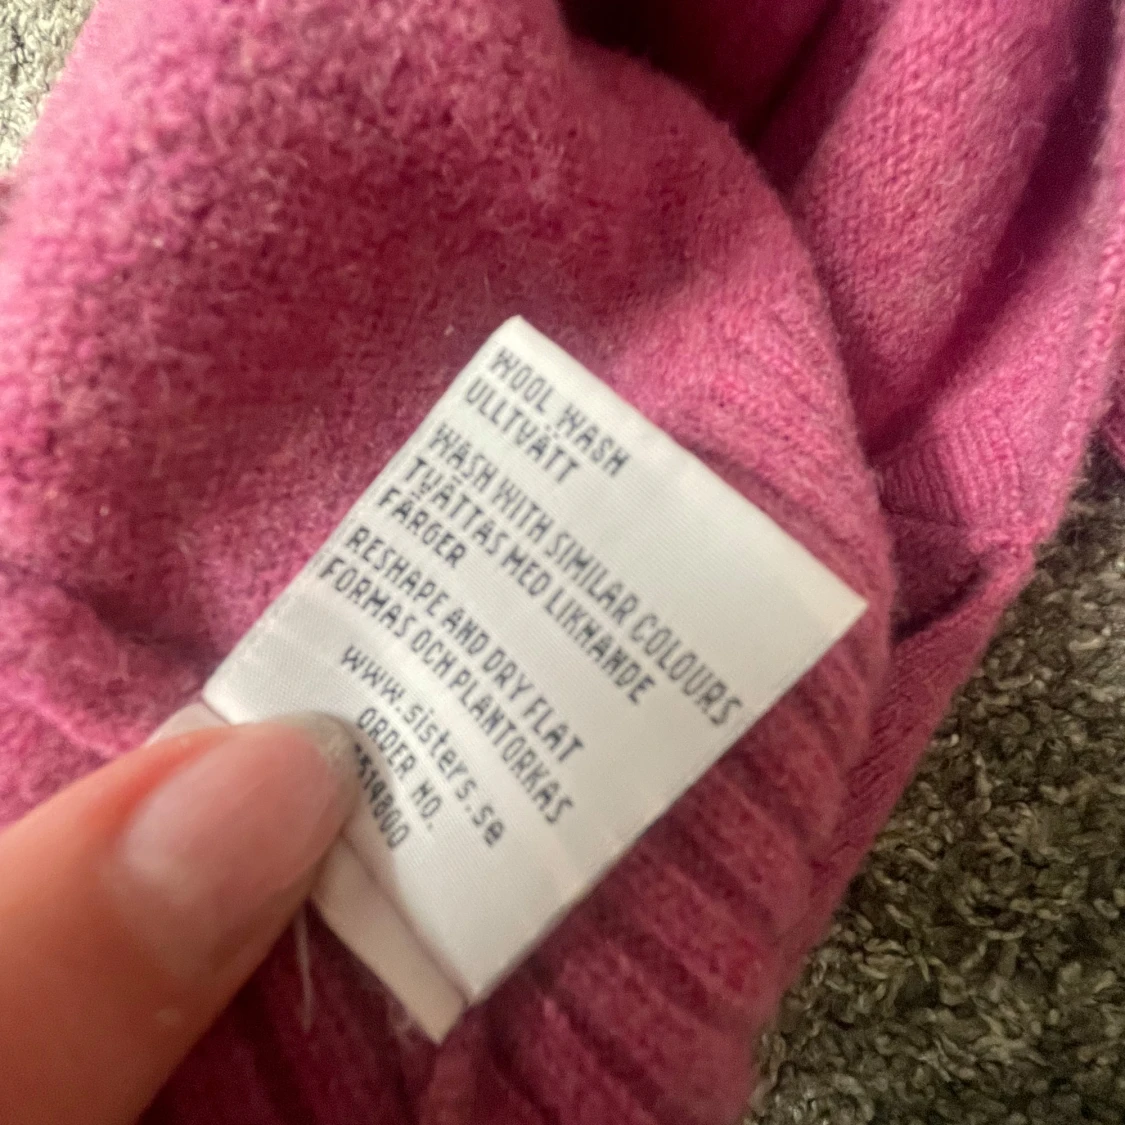 WOOL WASH
ULLTVÄTT
WASH WITH SIMILAR COLOURS
TVÄTTAS MED LIKNANDE
FÄRGER
RESHAPE AND DRY FLAT
FORMAS OCH PLANTORKAS
www.sisters.se
ORDER NO.